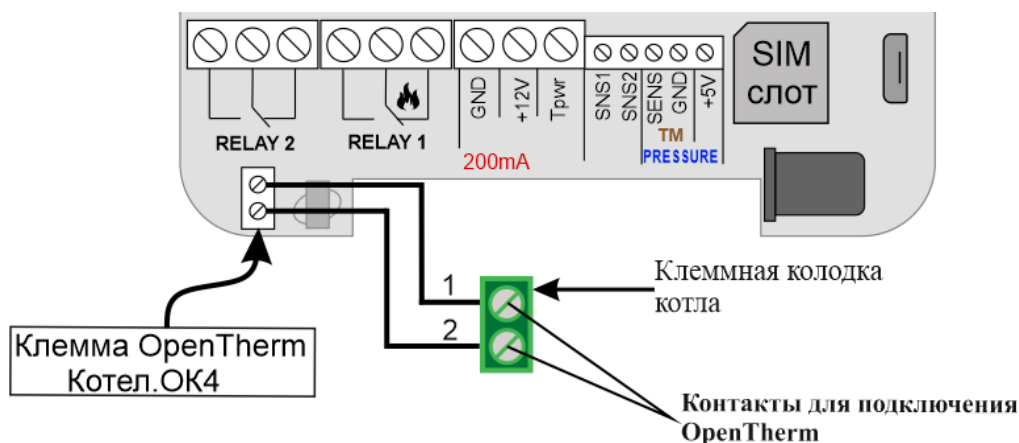 GND
+12V
Tpwr
SNS1
SNS2
SENS
GND
+5V
SIM
слот
RELAY 2
RELAY 1
200mA
TM
PRESSURE
1
2
Клеммная колодка
котла
Клемма OpenTherm
Котел.ОК4
Контакты для подключения
OpenTherm